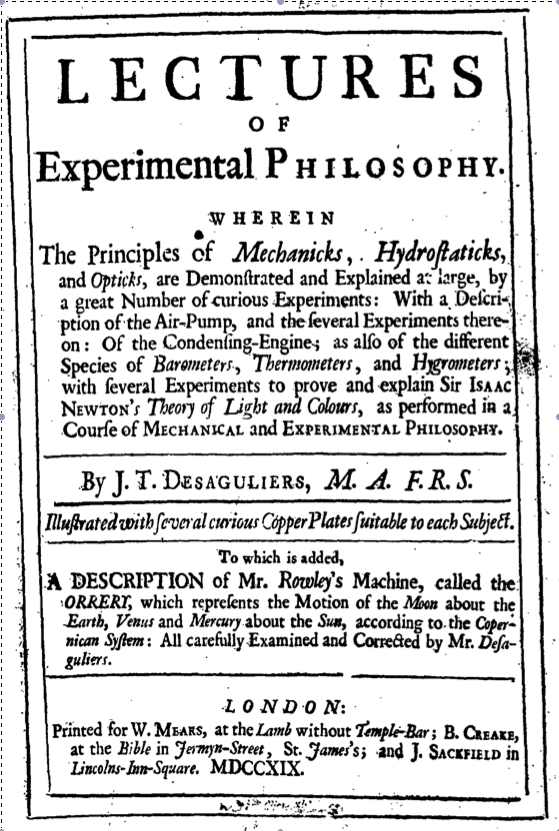 LECTURES
OF
Experimental PHILOSOPHY.
WHEREIN
The Principles of Mechanicks, Hydroſtaticks,
and Opticks, are Demonſtrated and Explained at large, by
a great Number of curious Experiments: With a Deſcri-
ption of the Air-Pump, and the ſeveral Experiments there-
on: Of the Condenſing-Engine; as alſo of the different
Species of Barometers, Thermometers, and Hygrometers;
with ſeveral Experiments to prove and explain Sir ISAAC
NEWTON's Theory of Light and Colours, as performed in a
Courſe of MECHANICAL and EXPERIMENTAL PHILOSOPHY.
By J. T. DESAGULIERS, M. A. F. R. S.
Illuſtrated with ſeveral curious Copper Plates ſuitable to each Subject.
To which is added,
A DESCRIPTION of Mr. Rowley's Machine, called the
ORRERY, which repreſents the Motion of the Moon about the
Earth, Venus and Mercury about the Sun, according to the Coper-
nican Syſtem: All carefully Examined and Corrected by Mr. Deſa-
guliers.
LONDON:
Printed for W. MEARS, at the Lamb without Temple-Bar; B. CREAKE,
at the Bible in Jermyn-Street, St. James's; and J. SACKFIELD in
Lincolns-Inn-Square. MDCCXIX.